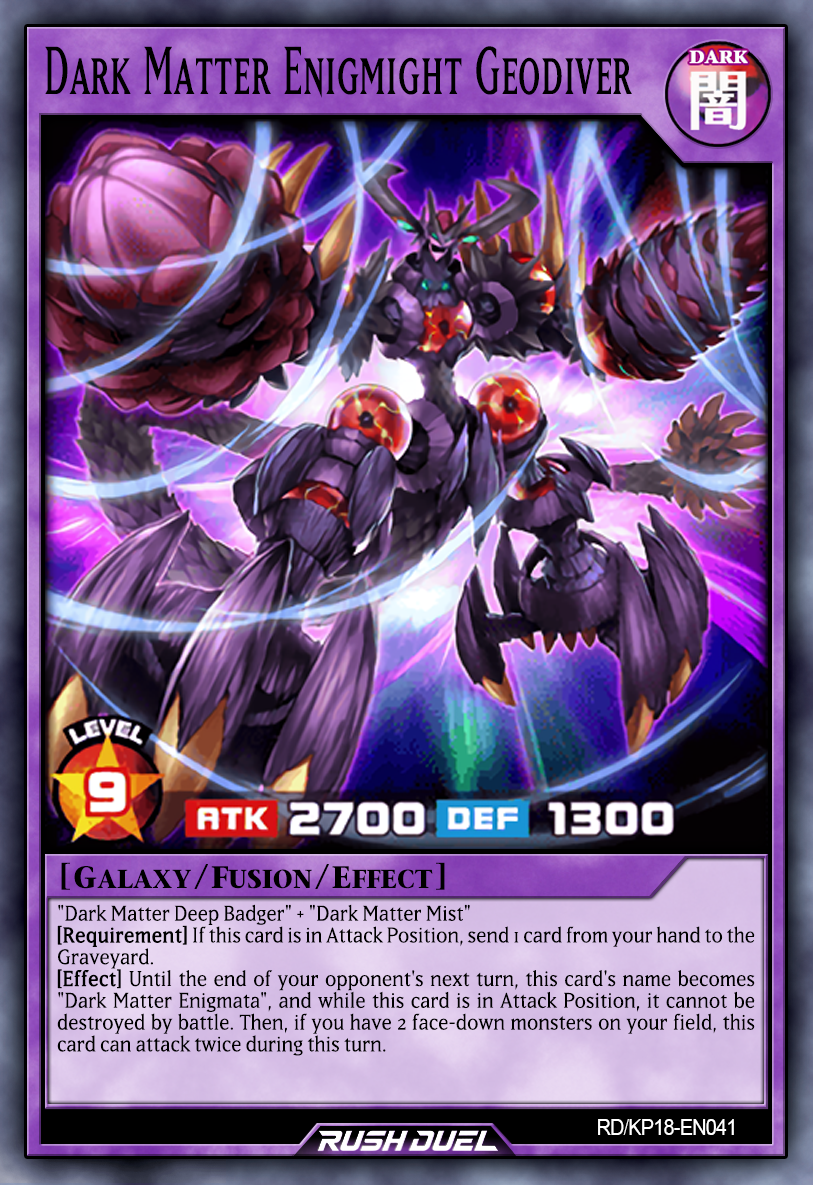 DARK MATTER ENIGMIGHT GEODIVER
DARK
闇
LEVEL
9
ATK 2700 DEF 1300
[GALAXY/FUSION/EFFECT]
"Dark Matter Deep Badger" + "Dark Matter Mist"
[Requirement] If this card is in Attack Position, send 1 card from your hand to the
Graveyard.
[Effect] Until the end of your opponent's next turn, this card's name becomes
"Dark Matter Enigmata", and while this card is in Attack Position, it cannot be
destroyed by battle. Then, if you have 2 face-down monsters on your field, this
card can attack twice during this turn.
RD/KP18-EN041
RUSH DUEL